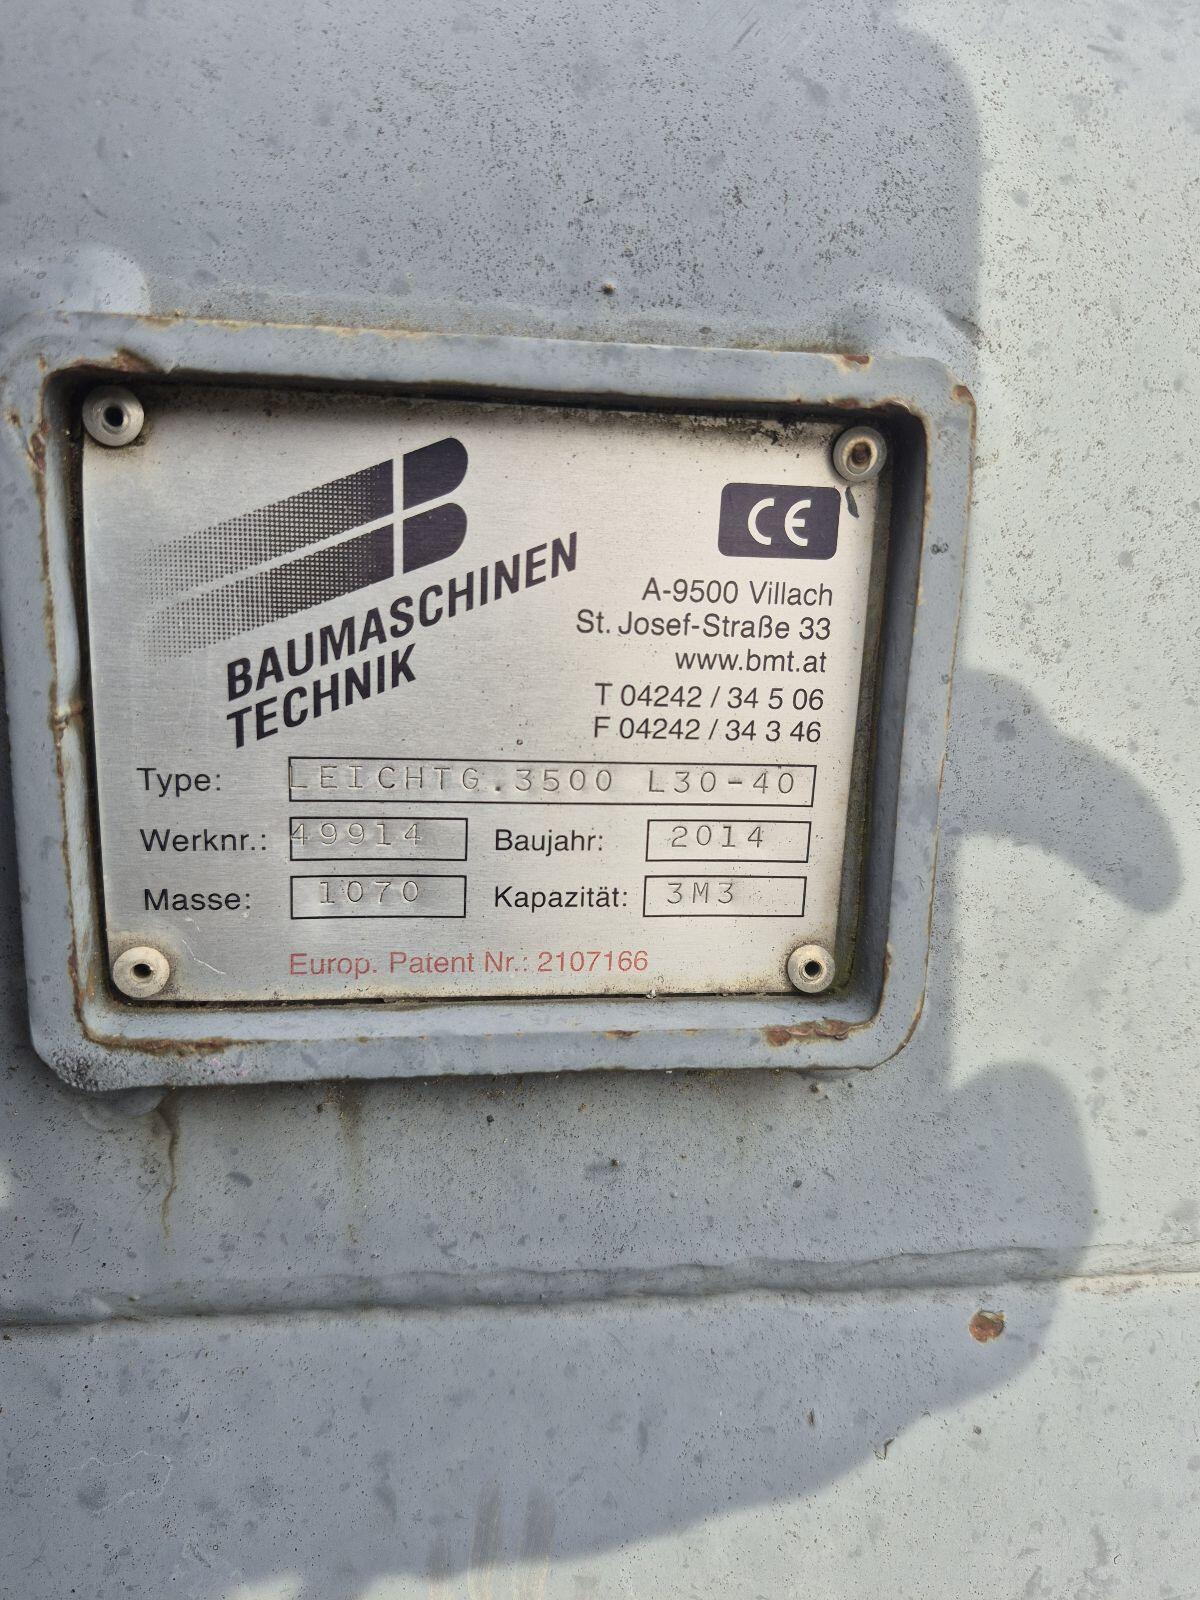 BAUMASCHINEN
TECHNIK
CE
A-9500 Villach
St. Josef-Straße 33
www.bmt.at
T 04242 / 34 5 06
F 04242 / 34 3 46
Type: LEICHTG.3500 L30-40
Werknr.: 49914 Baujahr: 2014
Masse: 1070 Kapazität: 3M3
Europ. Patent Nr.: 2107166